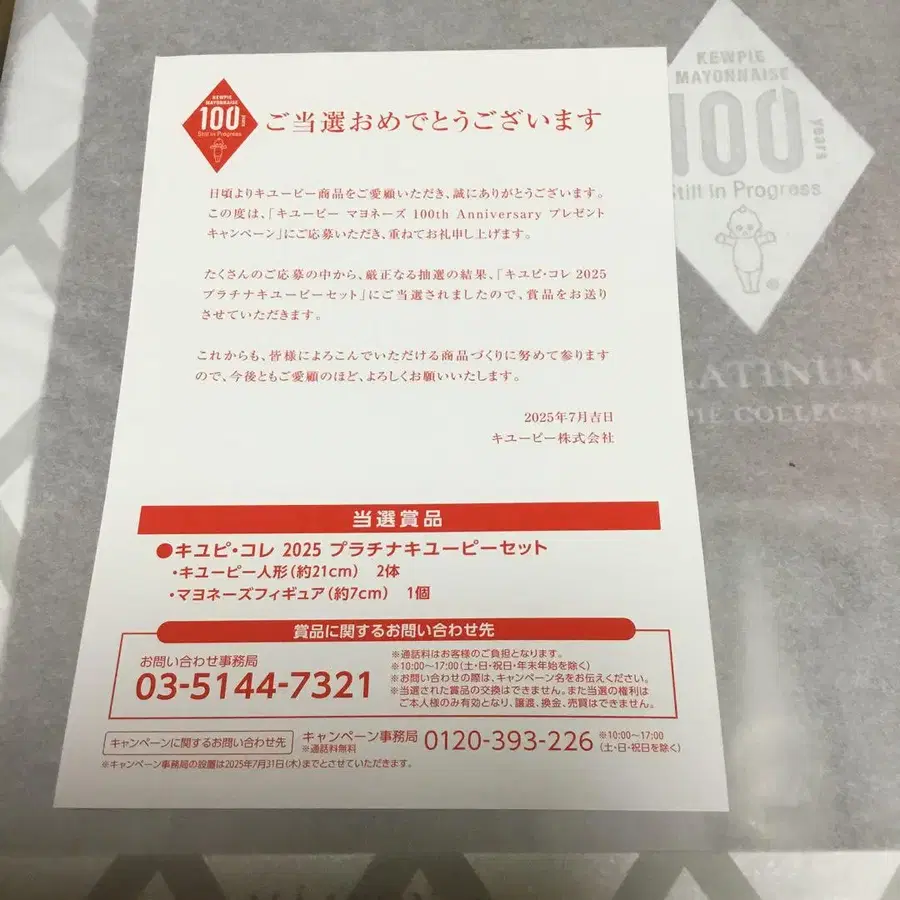 KEWPIE
MAYONNAISE
100
years
Still In Progress
ご当選おめでとうございます
日頃よりキユーピー商品をご愛顧いただき、誠にありがとうございます。
この度は、「キユーピー マヨネーズ 100th Anniversary プレゼント
キャンペーン」にご応募いただき、重ねてお礼申し上げます。
たくさんのご応募の中から、厳正なる抽選の結果、「キユピ・コレ 2025
プラチナキユーピーセット」にご当選されましたので、賞品をお送り
させていただきます。
これからも、皆様によろこんでいただける商品づくりに努めて参ります
ので、今後ともご愛顧のほど、よろしくお願いいたします。
2025年7月吉日
キユーピー株式会社
当選賞品
●キユピ・コレ 2025 プラチナキユーピーセット
・キユーピー人形(約21cm) 2体
・マヨネーズフィギュア(約7cm) 1個
賞品に関するお問い合わせ先
お問い合わせ事務局
03-5144-7321
※通話料はお客様のご負担となります。
※10:00~17:00(土・日・祝日・年末年始を除く)
※お問い合わせの際は、キャンペーン名をお伝えください。
※当選された賞品の交換はできません。また当選の権利は
ご本人様のみ有効となり、譲渡、換金、売買はできません。
キャンペーンに関するお問い合わせ先
キャンペーン事務局
※通話料無料
0120-393-226
※10:00~17:00
(土・日・祝日を除く)
※キャンペーン事務局の設置は2025年7月31日(木)までとさせていただきます。
KEWPIE
MAYONNAISE
100
years
Still In Progress
®
LATINUM
PIE COLLECTI